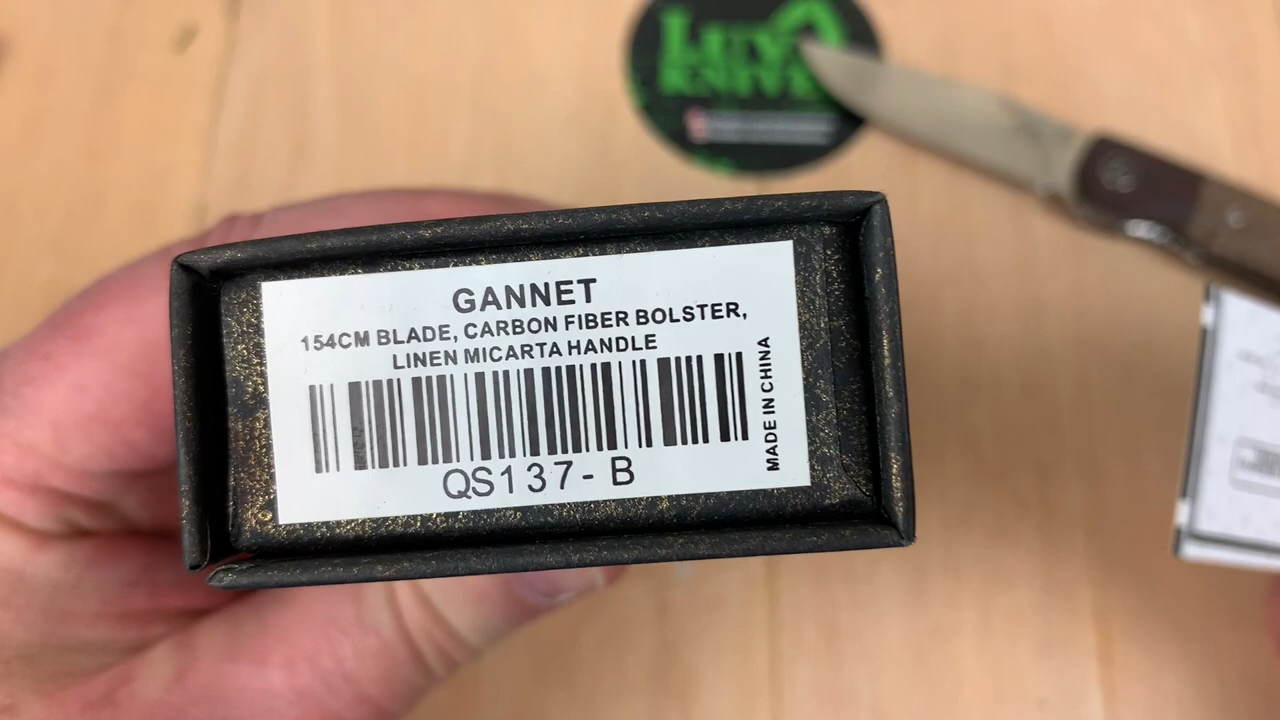 GANNET
154CM BLADE, CARBON FIBER BOLSTER,
LINEN MICARTA HANDLE
QS137-B
MADE IN CHINA